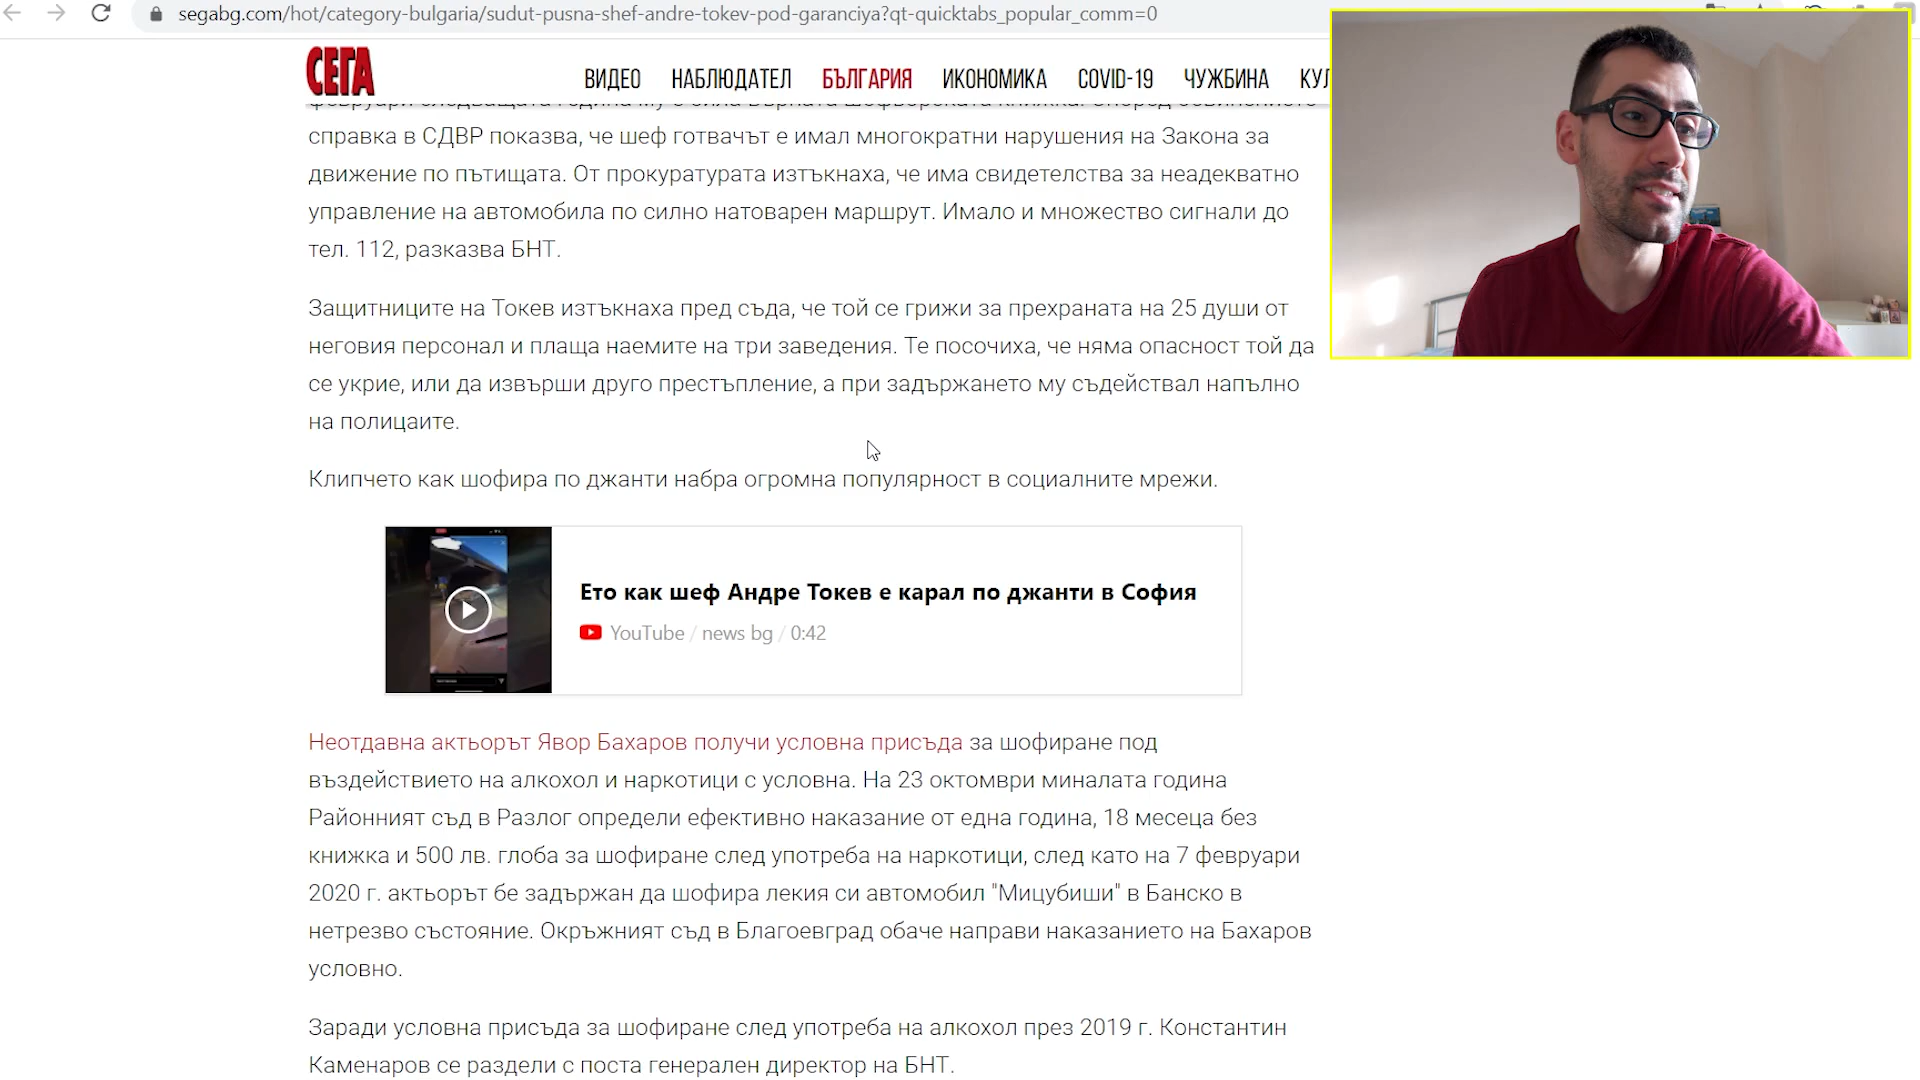 segabg.com/hot/category-bulgaria/sudut-pusna-shef-andre-tokev-pod-garanciya?qt-quicktabs_popular_comm=0
СЕГА
ВИДЕО НАБЛЮДАТЕЛ БЪЛГАРИЯ ИКОНОМИКА COVID-19 ЧУЖБИНА КУЛ
справка в СДВР показва, че шеф готвачът е имал многократни нарушения на Закона за
движение по пътищата. От прокуратурата изтъкнаха, че има свидетелства за неадекватно
управление на автомобила по силно натоварен маршрут. Имало и множество сигнали до
тел. 112, разказва БНТ.
Защитниците на Токев изтъкнаха пред съда, че той се грижи за прехраната на 25 души от
неговия персонал и плаща наемите на три заведения. Те посочиха, че няма опасност той да
се укрие, или да извърши друго престъпление, а при задържането му съдействал напълно
на полицаите.
Клипчето как шофира по джанти набра огромна популярност в социалните мрежи.
Ето как шеф Андре Токев е карал по джанти в София
YouTube / news bg / 0:42
Неотдавна актьорът Явор Бахаров получи условна присъда за шофиране под
въздействието на алкохол и наркотици с условна. На 23 октомври миналата година
Районният съд в Разлог определи ефективно наказание от една година, 18 месеца без
книжка и 500 лв. глоба за шофиране след употреба на наркотици, след като на 7 февруари
2020 г. актьорът бе задържан да шофира лекия си автомобил "Мицубиши" в Банско в
нетрезво състояние. Окръжният съд в Благоевград обаче направи наказанието на Бахаров
условно.
Заради условна присъда за шофиране след употреба на алкохол през 2019 г. Константин
Каменаров се раздели с поста генерален директор на БНТ.